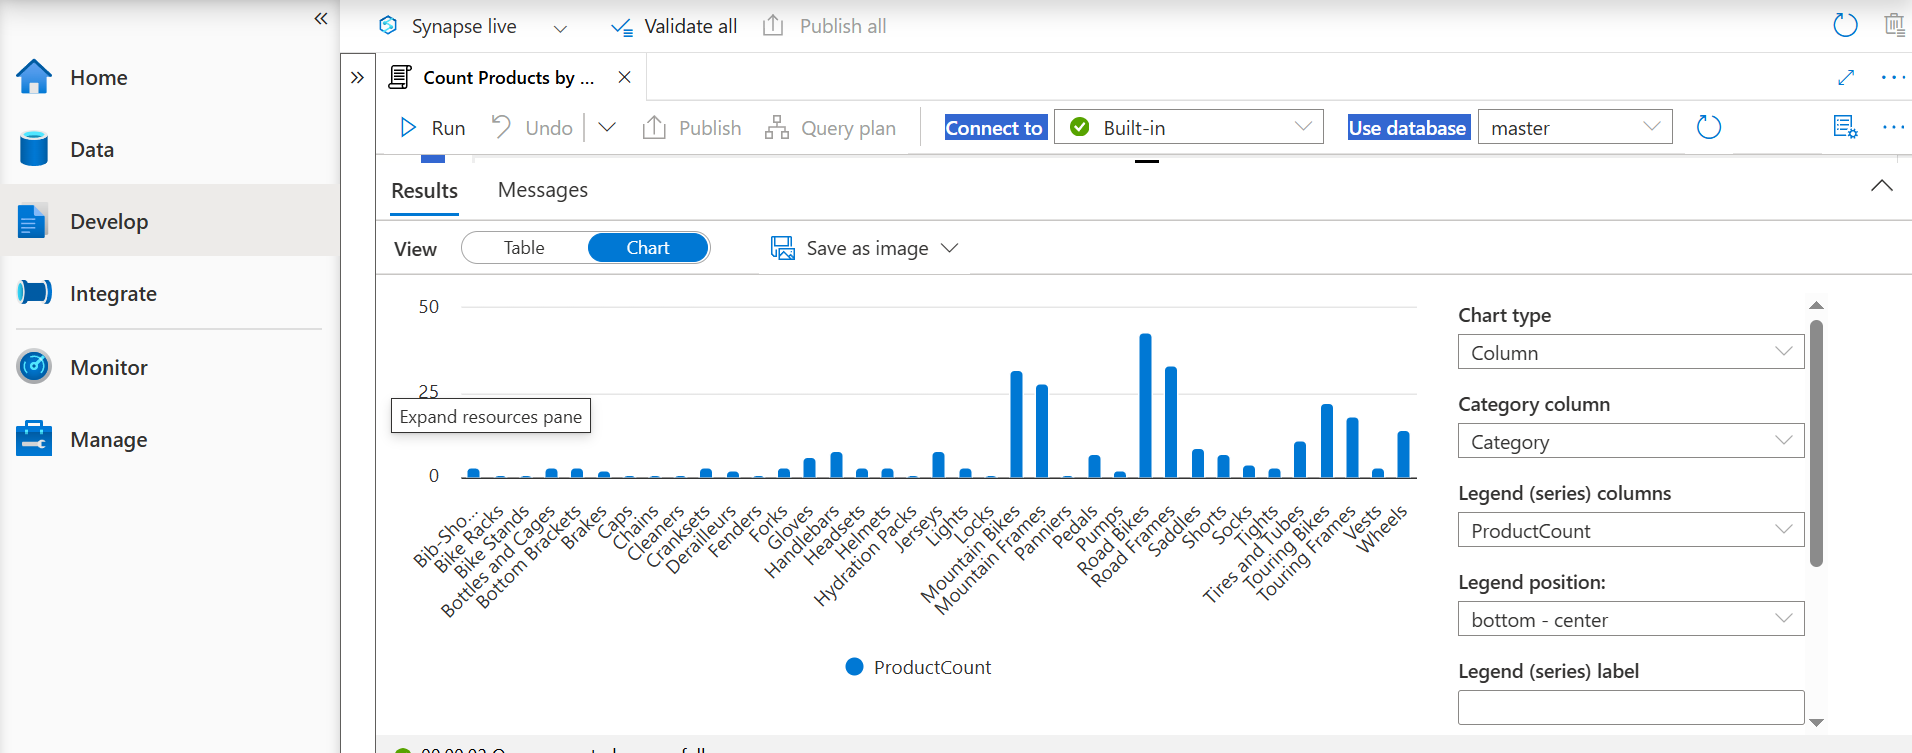 «
Synapse live
Validate all
Publish all
Home
Data
Develop
Integrate
Monitor
Manage
»
Count Products by ...
Run
Undo
Publish
Query plan
Connect to
Built-in
Use database
master
Results
Messages
View
Table
Chart
Save as image
50
25
0
Expand resources pane
Bib-Sho...
Bike Racks
Bike Stands
Bottles and Cages
Bottom Brackets
Brakes
Caps
Chains
Cleaners
Cranksets
Derailleurs
Fenders
Forks
Gloves
Handlebars
Headsets
Helmets
Hydration Packs
Jerseys
Lights
Locks
Mountain Bikes
Mountain Frames
Panniers
Pedals
Pumps
Road Bikes
Road Frames
Saddles
Shorts
Socks
Tights
Tires and Tubes
Touring Bikes
Touring Frames
Vests
Wheels
ProductCount
Chart type
Column
Category column
Category
Legend (series) columns
ProductCount
Legend position:
bottom - center
Legend (series) label